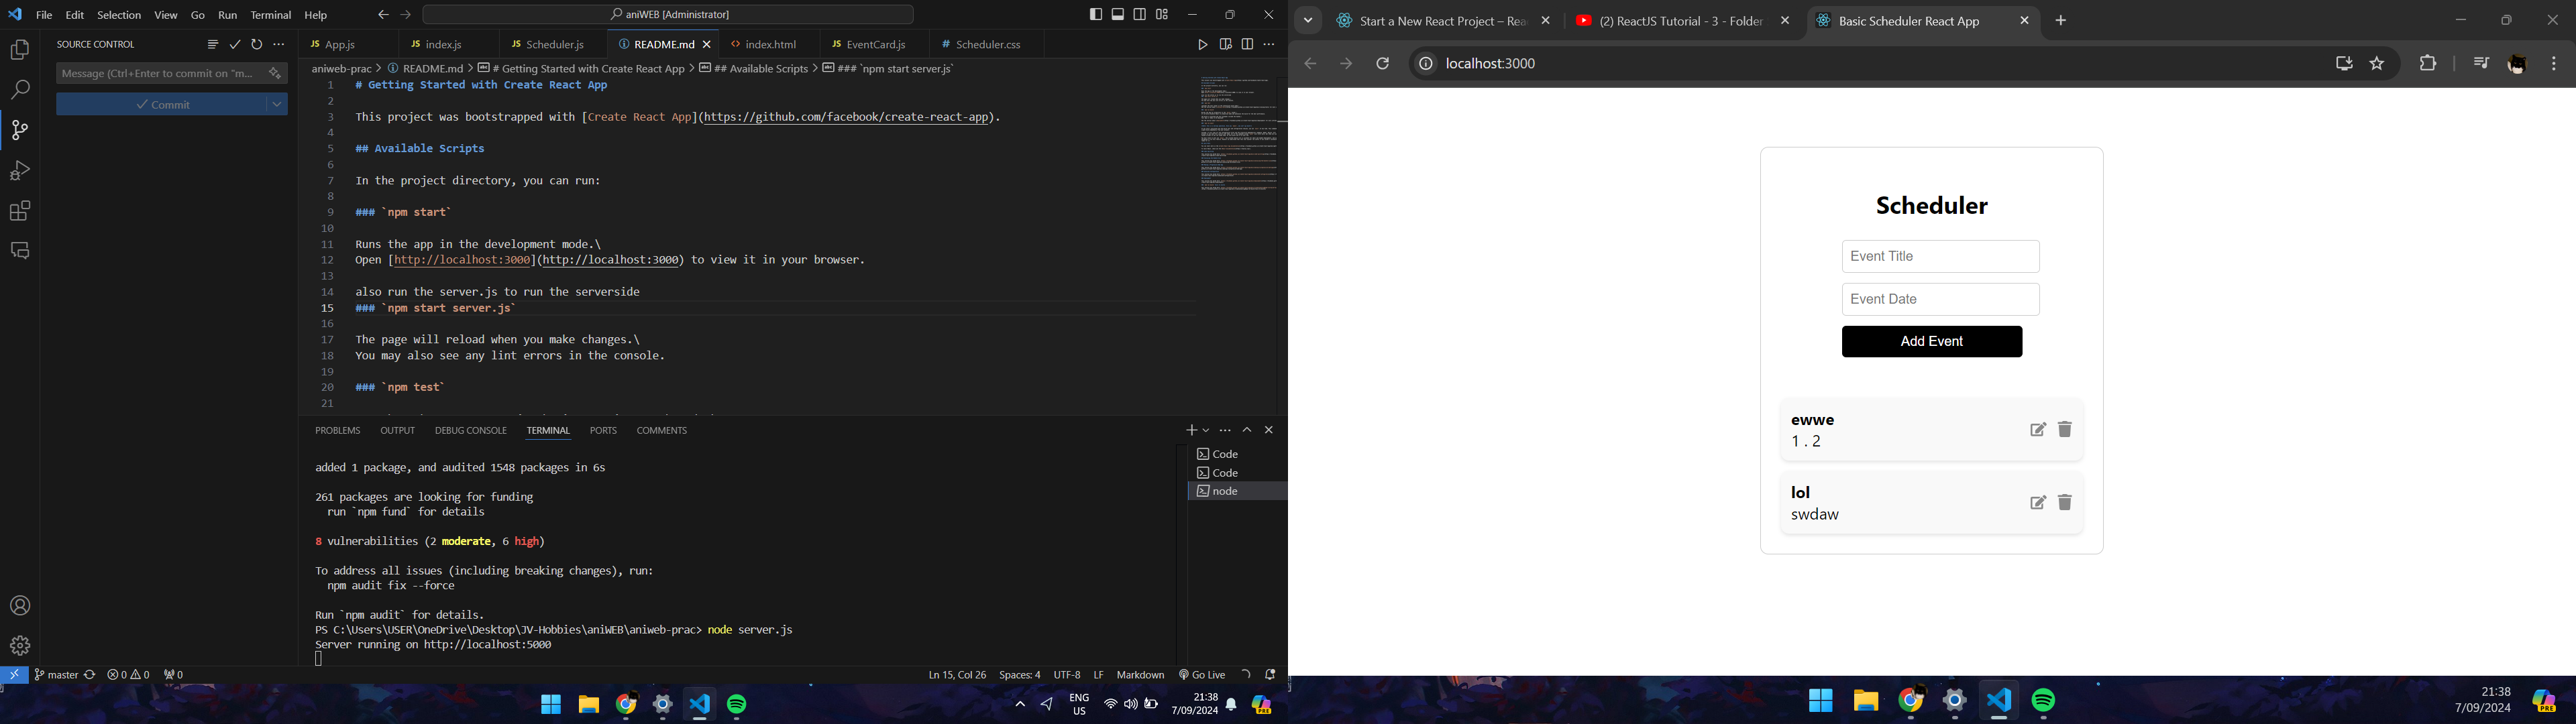 File Edit Selection View Go Run Terminal Help
aniWEB [Administrator]
SOURCE CONTROL
Message (Ctrl+Enter to commit on "m...
Commit
App.js
index.js
Scheduler.js
README.md
index.html
EventCard.js
Scheduler.css
aniweb-prac > README.md > # Getting Started with Create React App > ## Available Scripts > ### `npm start server.js`
1 # Getting Started with Create React App
2
3 This project was bootstrapped with [Create React App](https://github.com/facebook/create-react-app).
4
5 ## Available Scripts
6
7 In the project directory, you can run:
8
9 ### `npm start`
10
11 Runs the app in the development mode.\
12 Open [http://localhost:3000](http://localhost:3000) to view it in your browser.
13
14 also run the server.js to run the serverside
15 ### `npm start server.js`
16
17 The page will reload when you make changes.\
18 You may also see any lint errors in the console.
19
20 ### `npm test`
21
PROBLEMS OUTPUT DEBUG CONSOLE TERMINAL PORTS COMMENTS
added 1 package, and audited 1548 packages in 6s
261 packages are looking for funding
run `npm fund` for details
8 vulnerabilities (2 moderate, 6 high)
To address all issues (including breaking changes), run:
npm audit fix --force
Run `npm audit` for details.
PS C:\Users\USER\OneDrive\Desktop\JV-Hobbies\aniWEB\aniweb-prac> node server.js
Server running on http://localhost:5000
Code
Code
node
master 0 0 0
Ln 15, Col 26 Spaces: 4 UTF-8 LF Markdown Go Live
ENG
US
21:38
7/09/2024
PRE
Start a New React Project – Rea
(2) ReactJS Tutorial - 3 - Folder
Basic Scheduler React App
localhost:3000
Scheduler
Event Title
Event Date
Add Event
ewwe
1 . 2
lol
swdaw
21:38
7/09/2024
PRE